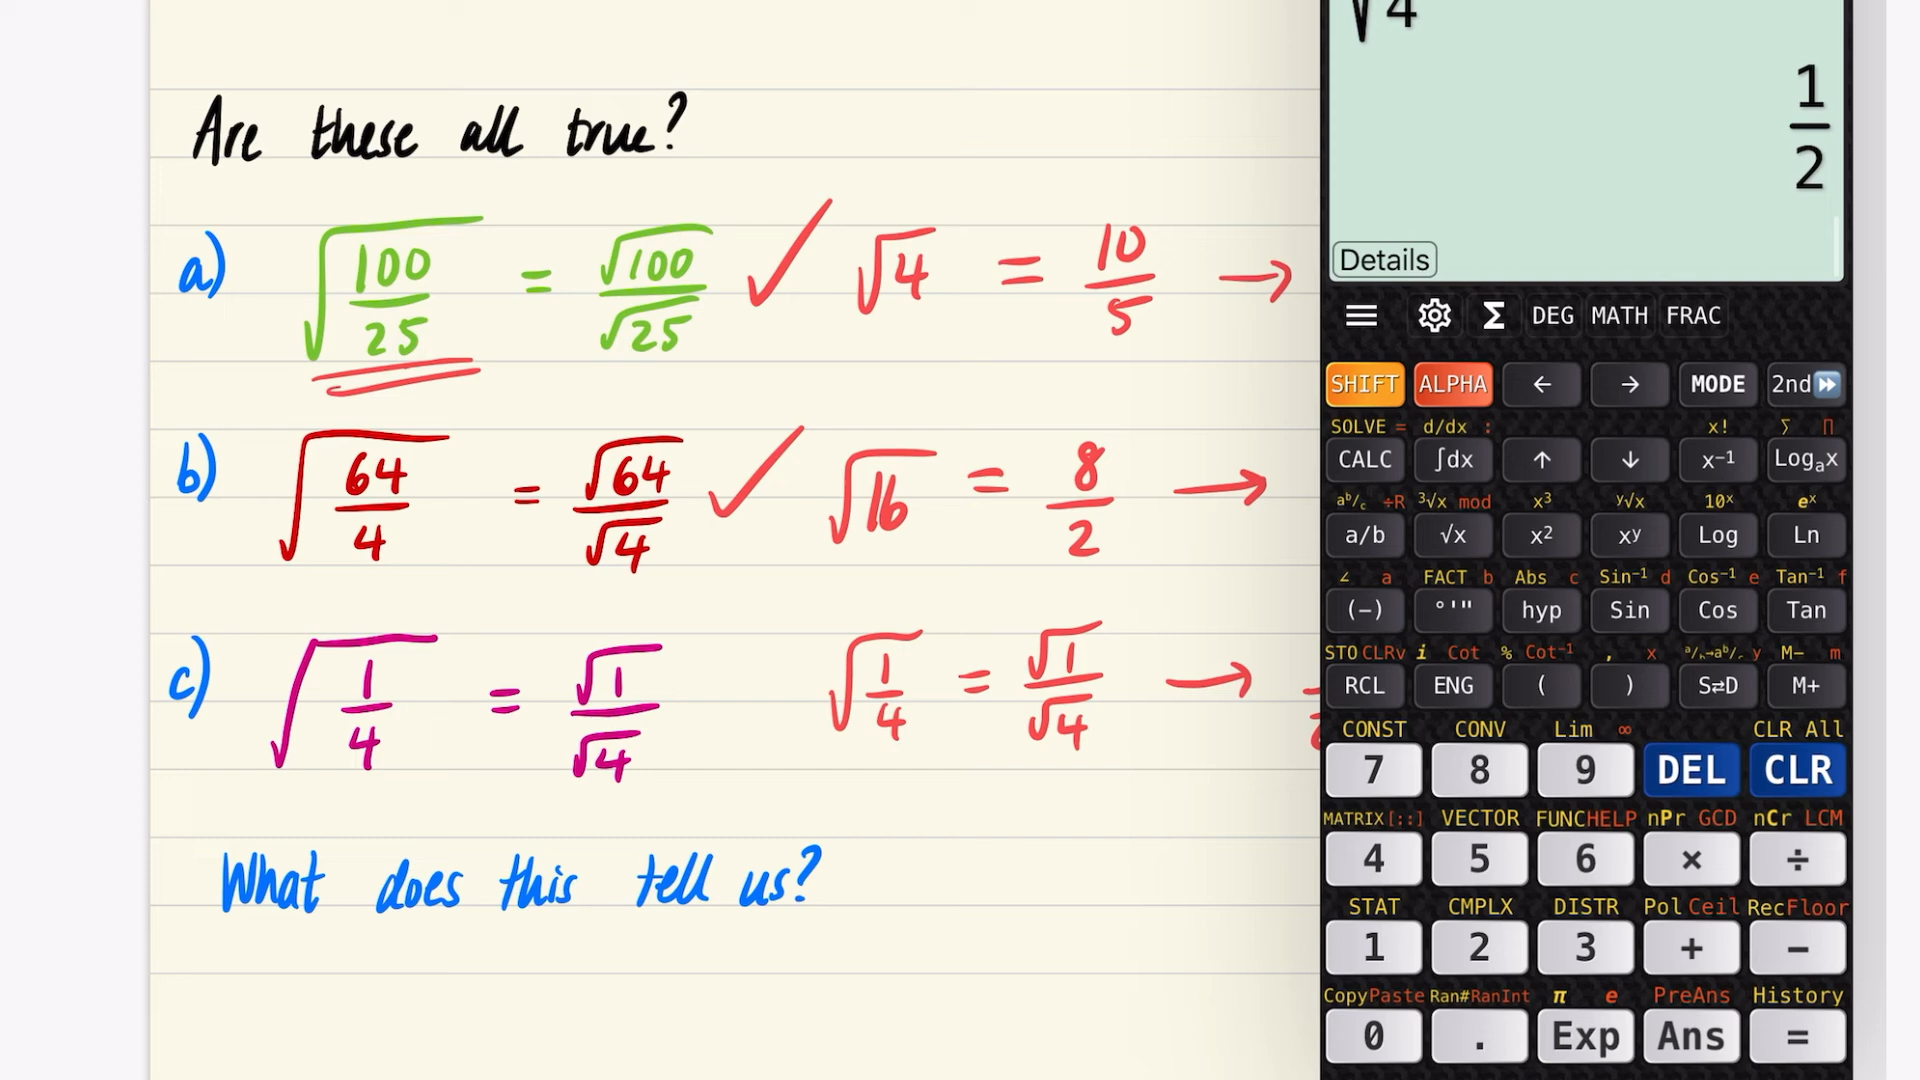 Are these all true?
a) √(100/25) = √100/√25 ✓ √4 = 10/5 →
b) √(64/4) = √64/√4 ✓ √16 = 8/2 →
c) √(1/4) = √1/√4 √(1/4) = √1/√4 →
What does this tell us?
√4
1/2
Details
DEG MATH FRAC
SHIFT ALPHA ← → MODE 2nd
SOLVE = d/dx : x! ∑ ∏
CALC ∫dx ↑ ↓ x⁻¹ Logₐx
aᵇ/c ÷R ³√x mod x³ ʸ√x 10ˣ eˣ
a/b √x x² xʸ Log Ln
∠ a FACT b Abs c Sin⁻¹ d Cos⁻¹ e Tan⁻¹ f
(−) °'" hyp Sin Cos Tan
STO CLRv i Cot % Cot⁻¹ , x y M− m
RCL ENG ( ) S⇄D M+
CONST CONV Lim ∞ CLR All
7 8 9 DEL CLR
MATRIX[::] VECTOR FUNC HELP nPr GCD nCr LCM
4 5 6 × ÷
STAT CMPLX DISTR Pol Ceil Rec Floor
1 2 3 + −
Copy Paste Ran# RanInt π e PreAns History
0 . Exp Ans =